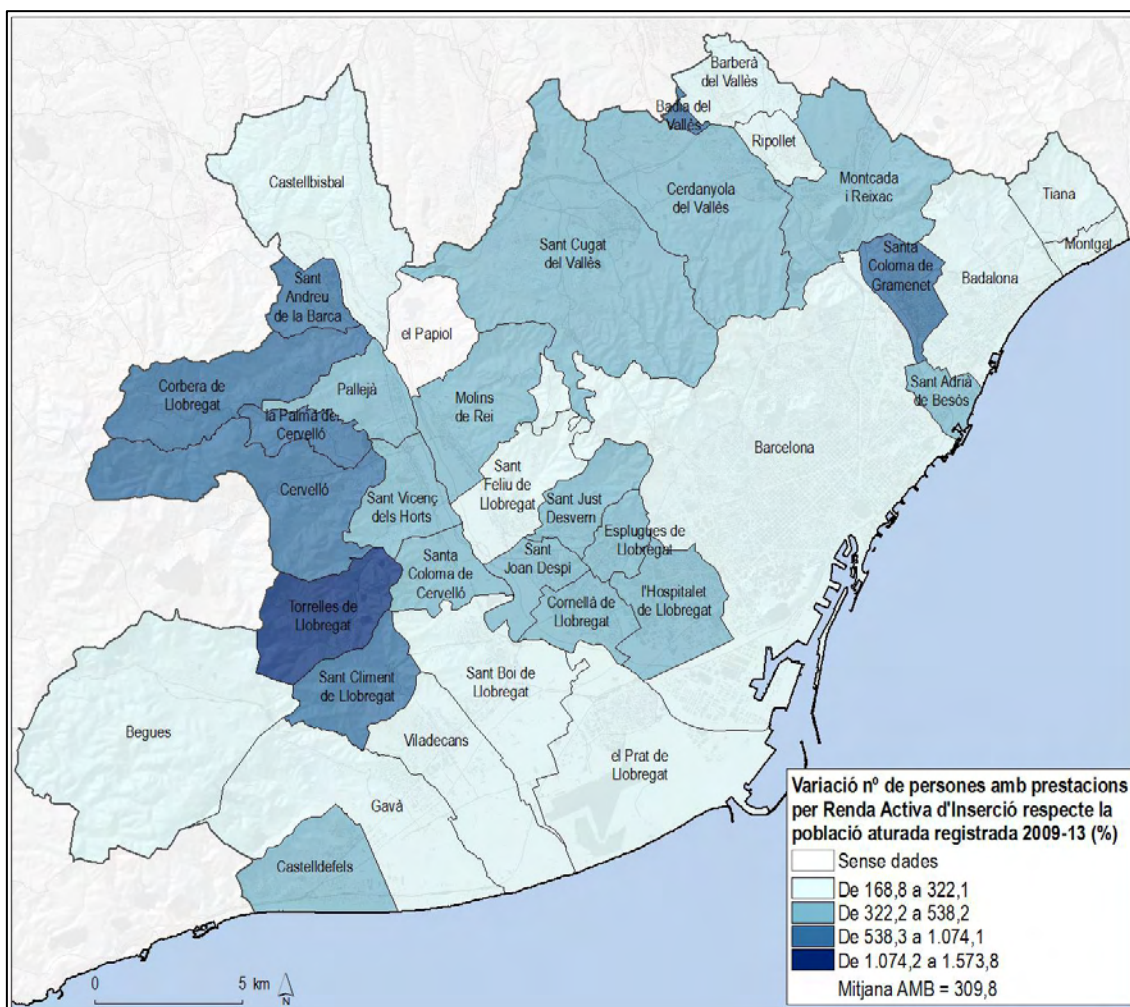 Barberà
del Vallès
Badia del
Vallès
Ripollet
Castellbisbal
Cerdanyola
del Vallès
Montcada
i Reixac
Tiana
Montgat
Sant Cugat
del Vallès
Santa
Coloma de
Gramenet
Badalona
Sant
Andreu
de la Barca
el Papiol
Corbera de
Llobregat
Pallejà
Molins
de Rei
Sant Adrià
de Besòs
la Palma de
Cervelló
Barcelona
Cervelló
Sant
Feliu de
Llobregat
Sant Vicenç
dels Horts
Sant Just
Desvern
Esplugues de
Llobregat
Santa
Coloma de
Cervelló
Sant
Joan Despí
Torrelles de
Llobregat
Cornellà de
Llobregat
l'Hospitalet
de Llobregat
Sant Climent
de Llobregat
Sant Boi de
Llobregat
Begues
Viladecans
el Prat de
Llobregat
Gavà
Castelldefels
Variació nº de persones amb prestacions
per Renda Activa d'Inserció respecte la
població aturada registrada 2009-13 (%)
Sense dades
De 168,8 a 322,1
De 322,2 a 538,2
De 538,3 a 1.074,1
De 1.074,2 a 1.573,8
Mitjana AMB = 309,8
0 5 km
N